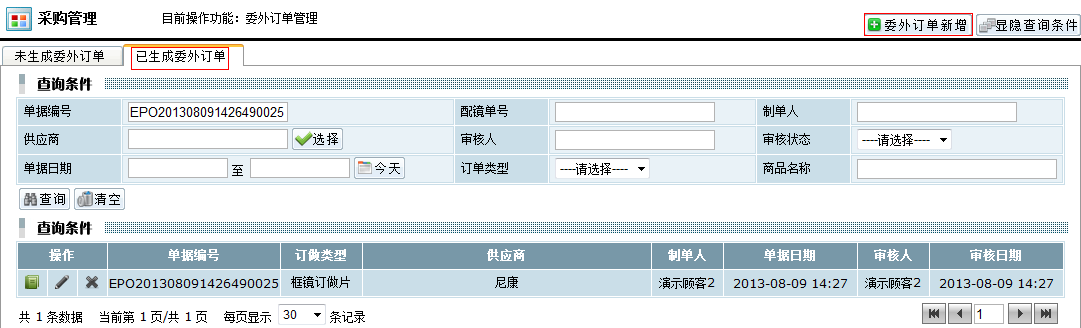 采购管理 目前操作功能：委外订单管理
委外订单新增 显隐查询条件
未生成委外订单 已生成委外订单
查询条件
单据编号 EPO201308091426490025 配镜单号 制单人
供应商 选择 审核人 审核状态 ----请选择----
单据日期 至 今天 订单类型 ----请选择---- 商品名称
查询 清空
查询条件
操作 单据编号 订做类型 供应商 制单人 单据日期 审核人 审核日期
EPO201308091426490025 框镜订做片 尼康 演示顾客2 2013-08-09 14:27 演示顾客2 2013-08-09 14:27
共 1 条数据 当前第 1 页/共 1 页 每页显示 30 条记录 1